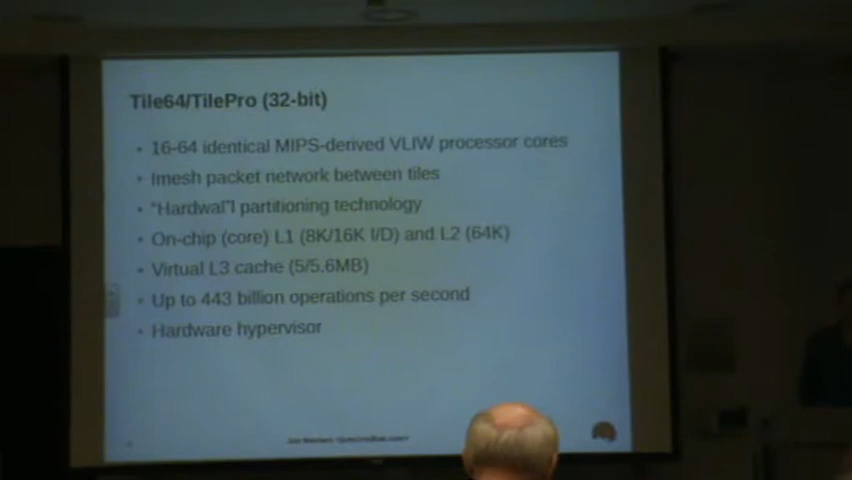 Tile64/TilePro (32-bit)
• 16-64 identical MIPS-derived VLIW processor cores
• Imesh packet network between tiles
• "Hardwal"l partitioning technology
• On-chip (core) L1 (8K/16K I/D) and L2 (64K)
• Virtual L3 cache (5/5.6MB)
• Up to 443 billion operations per second
• Hardware hypervisor